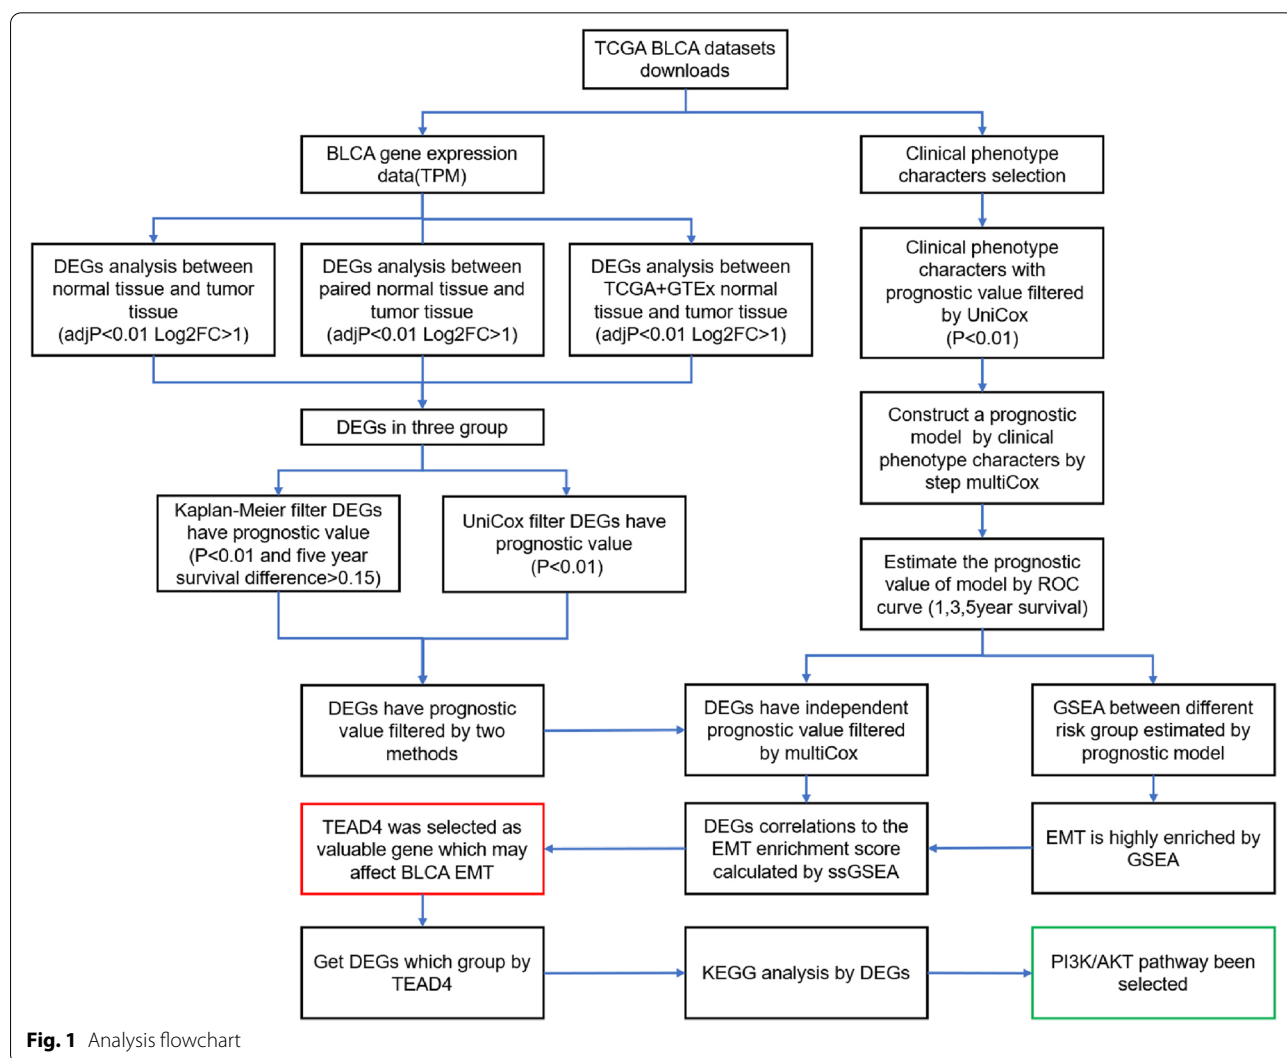 TCGA BLCA datasets
downloads
BLCA gene expression
data(TPM)
Clinical phenotype
characters selection
DEGs analysis between
normal tissue and tumor
tissue
(adjP<0.01 Log2FC>1)
DEGs analysis between
paired normal tissue and
tumor tissue
(adjP<0.01 Log2FC>1)
DEGs analysis between
TCGA+GTEx normal
tissue and tumor tissue
(adjP<0.01 Log2FC>1)
Clinical phenotype
characters with
prognostic value filtered
by UniCox
(P<0.01)
DEGs in three group
Construct a prognostic
model by clinical
phenotype characters by
step multiCox
Kaplan-Meier filter DEGs
have prognostic value
(P<0.01 and five year
survival difference>0.15)
UniCox filter DEGs have
prognostic value
(P<0.01)
Estimate the prognostic
value of model by ROC
curve (1,3,5year survival)
DEGs have prognostic
value filtered by two
methods
DEGs have independent
prognostic value filtered
by multiCox
GSEA between different
risk group estimated by
prognostic model
TEAD4 was selected as
valuable gene which may
affect BLCA EMT
DEGs correlations to the
EMT enrichment score
calculated by ssGSEA
EMT is highly enriched by
GSEA
Get DEGs which group by
TEAD4
KEGG analysis by DEGs
PI3K/AKT pathway been
selected
Fig. 1 Analysis flowchart